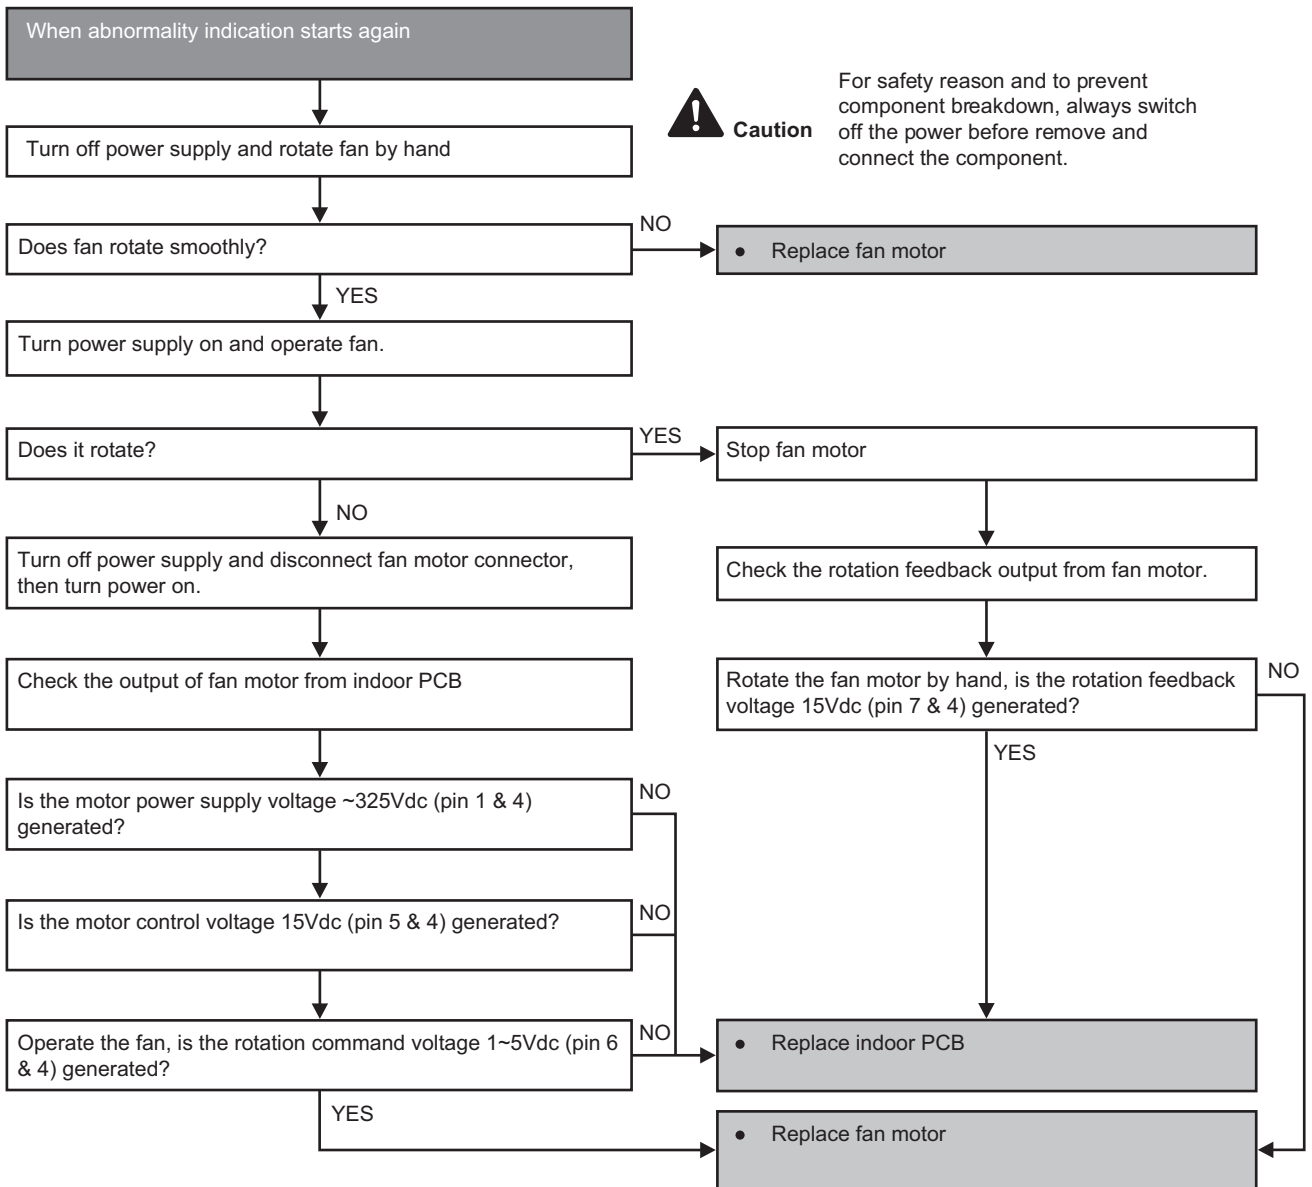 When abnormality indication starts again
For safety reason and to prevent
component breakdown, always switch
off the power before remove and
connect the component.
Caution
Turn off power supply and rotate fan by hand
Does fan rotate smoothly?
NO
● Replace fan motor
YES
Turn power supply on and operate fan.
Does it rotate?
YES
Stop fan motor
NO
Turn off power supply and disconnect fan motor connector,
then turn power on.
Check the rotation feedback output from fan motor.
Check the output of fan motor from indoor PCB
Rotate the fan motor by hand, is the rotation feedback
voltage 15Vdc (pin 7 & 4) generated?
NO
YES
Is the motor power supply voltage ~325Vdc (pin 1 & 4)
generated?
NO
Is the motor control voltage 15Vdc (pin 5 & 4) generated?
NO
Operate the fan, is the rotation command voltage 1~5Vdc (pin 6
& 4) generated?
NO
● Replace indoor PCB
YES
● Replace fan motor